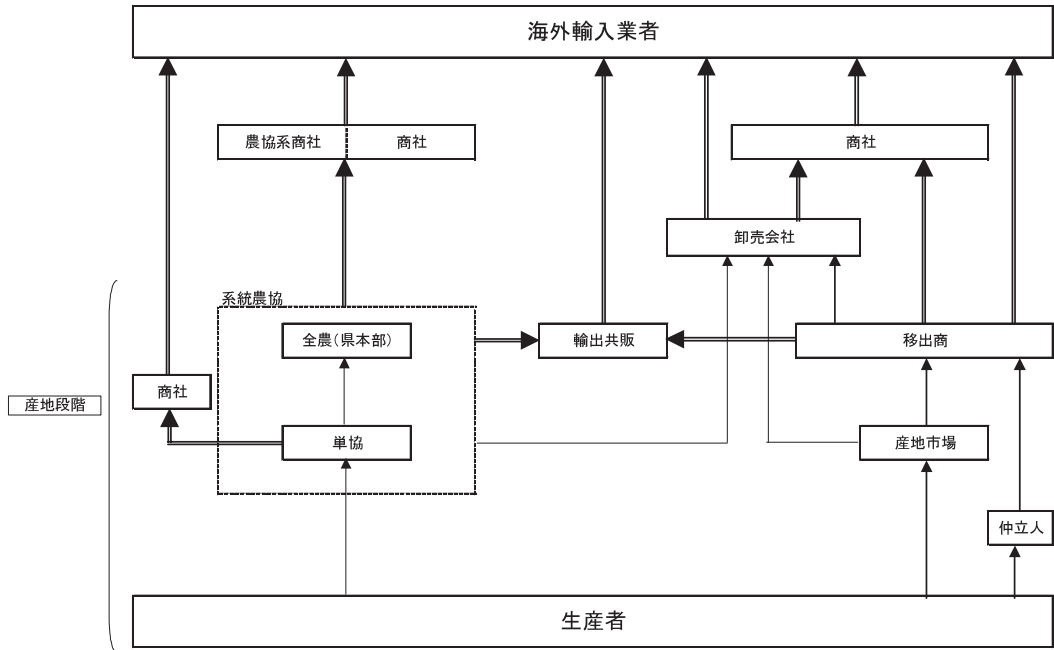 海外輸入業者
農協系商社
商社
商社
卸売会社
系統農協
全農(県本部)
輸出共販
移出商
商社
産地段階
単協
産地市場
仲立人
生産者